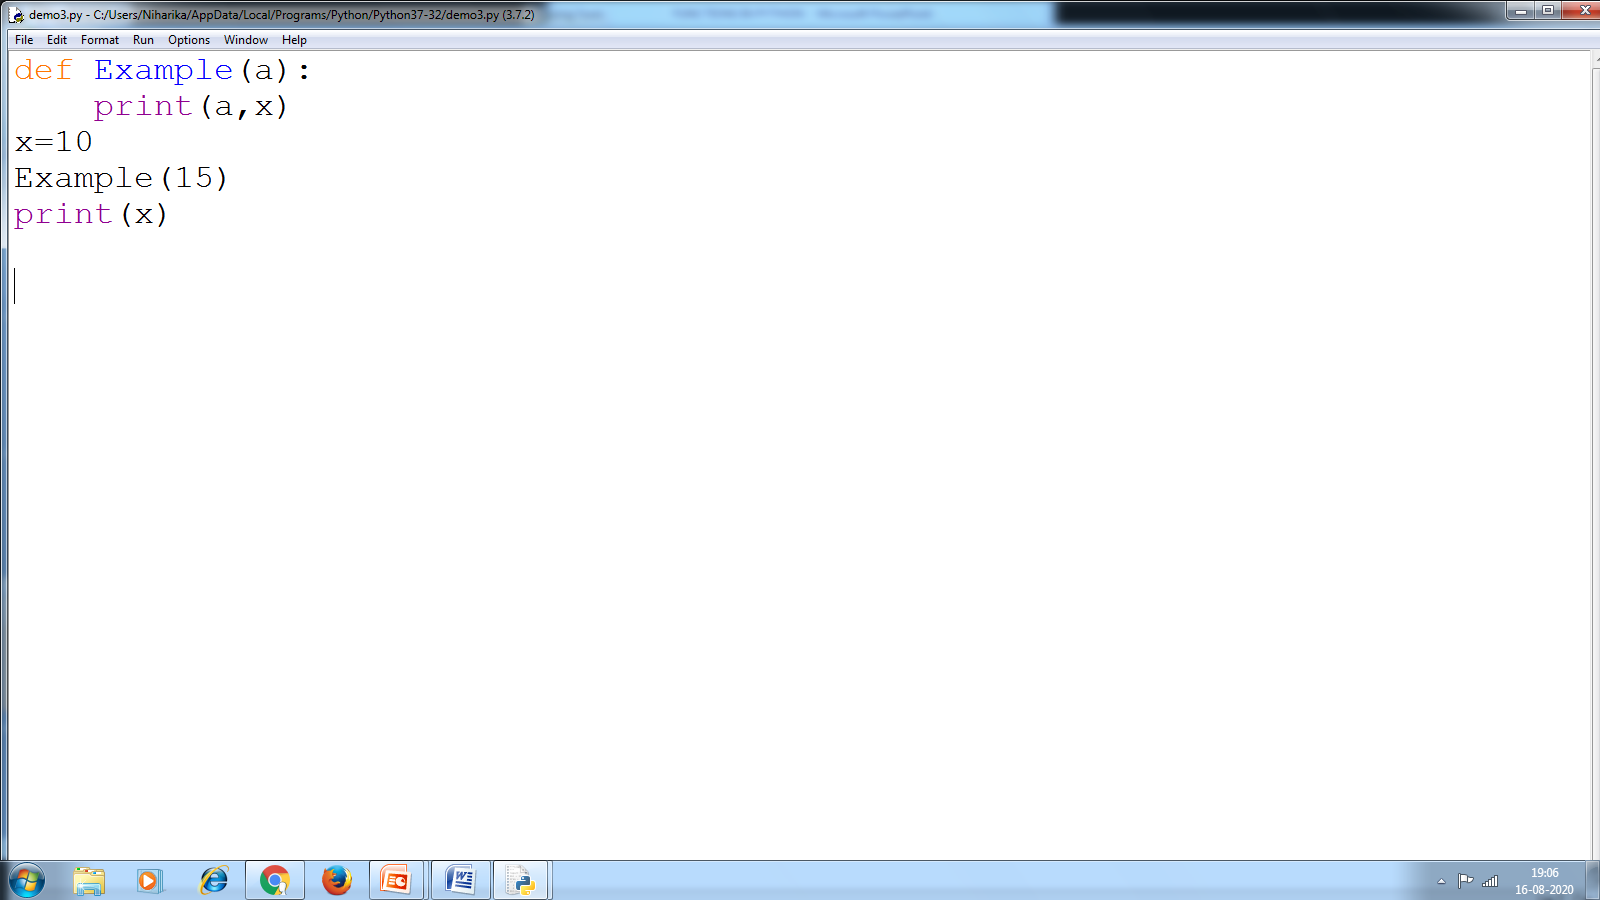 demo3.py - C:/Users/Niharika/AppData/Local/Programs/Python/Python37-32/demo3.py (3.7.2)
File Edit Format Run Options Window Help
def Example(a):
    print(a,x)
x=10
Example(15)
print(x)
19:06
16-08-2020